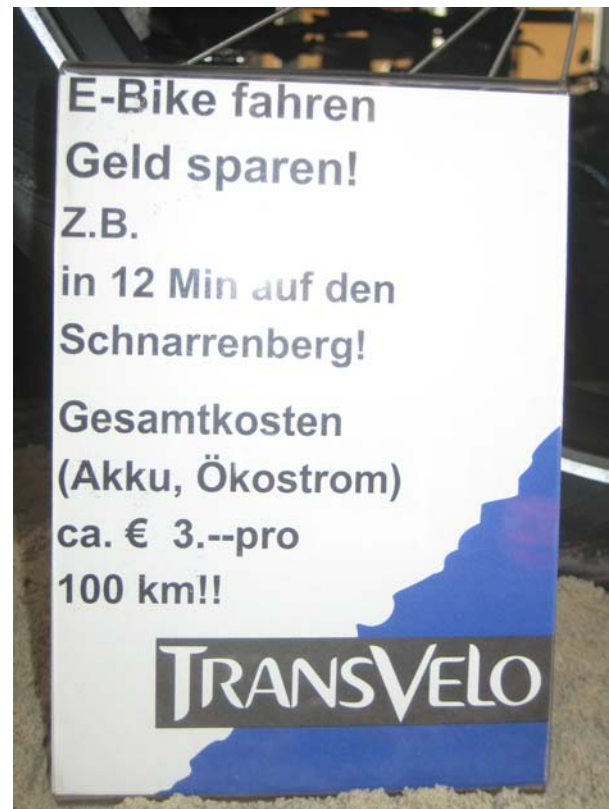 E-Bike fahren
Geld sparen!
Z.B.
in 12 Min auf den
Schnarrenberg!
Gesamtkosten
(Akku, Ökostrom)
ca. € 3.--pro
100 km!!
TRANSVELO